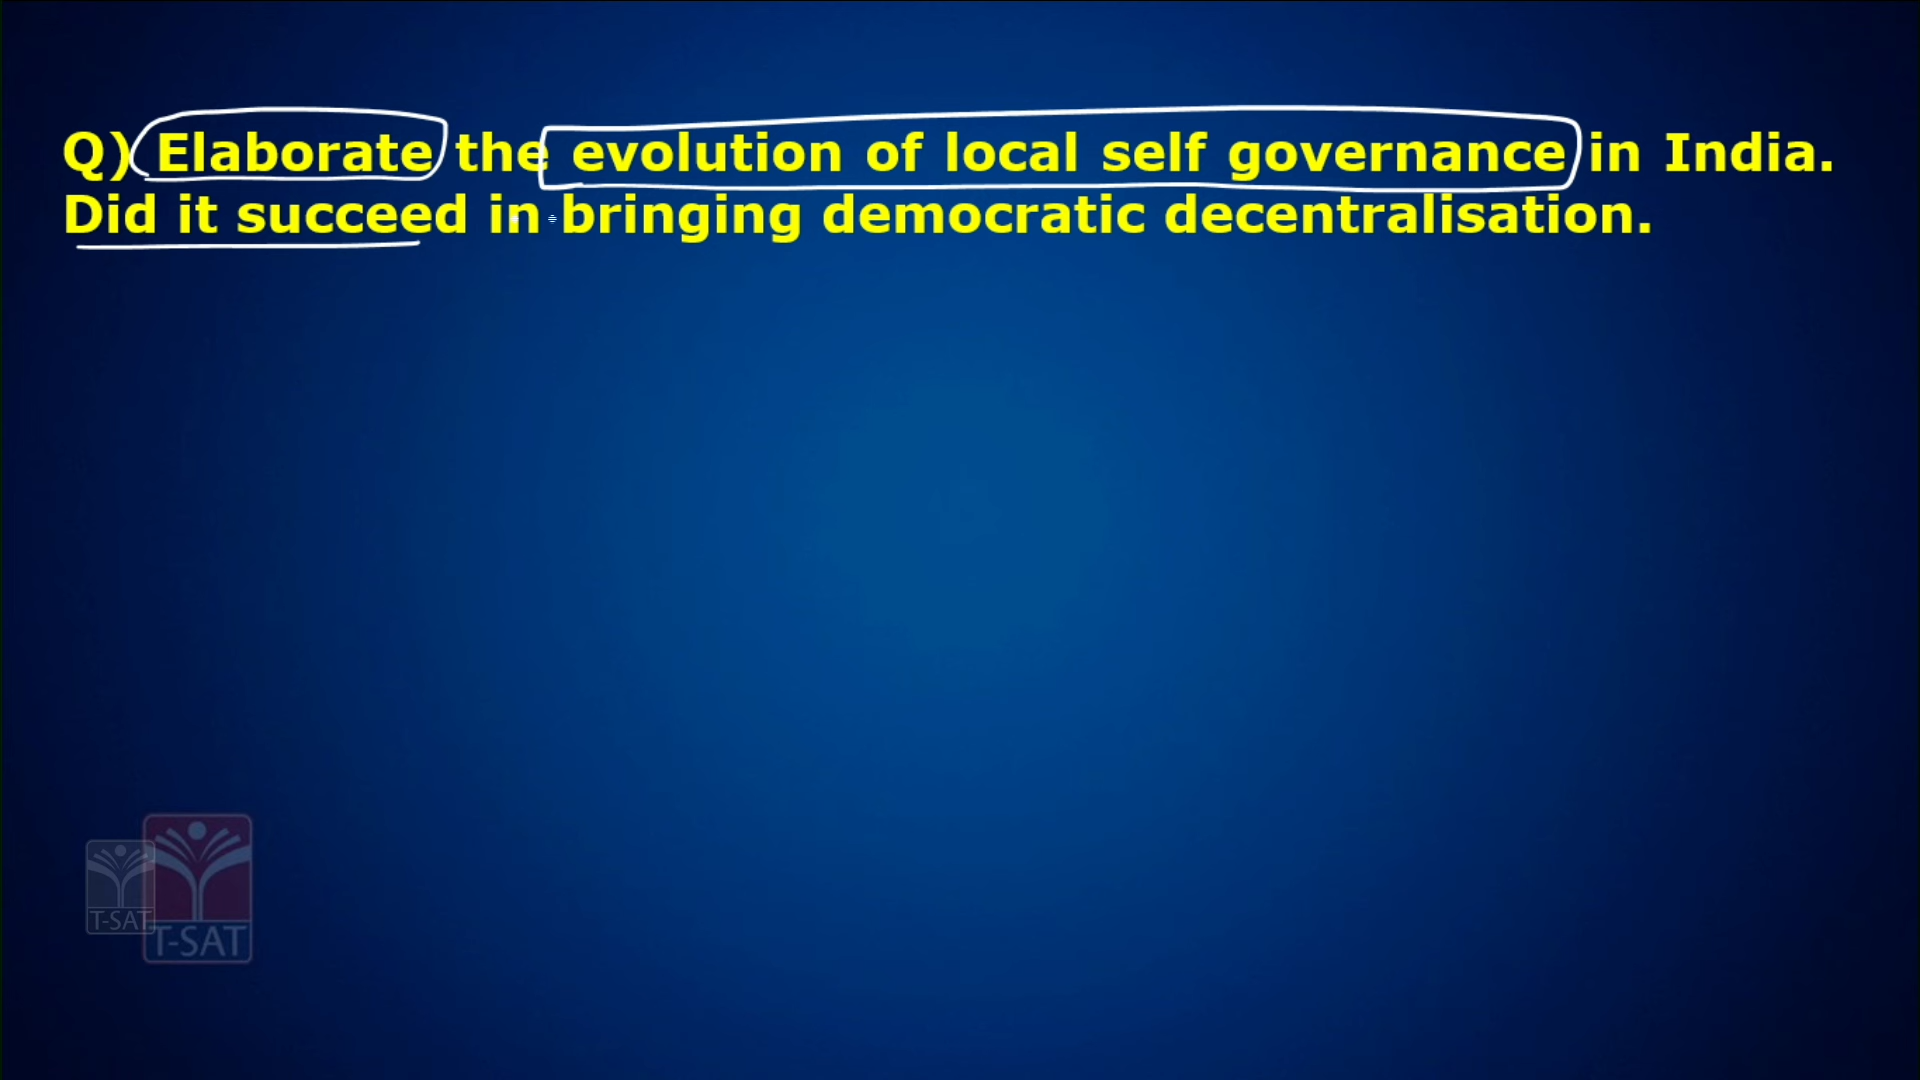 Q) Elaborate the evolution of local self governance in India.
Did it succeed in bringing democratic decentralisation.
T-SAT
T-SAT